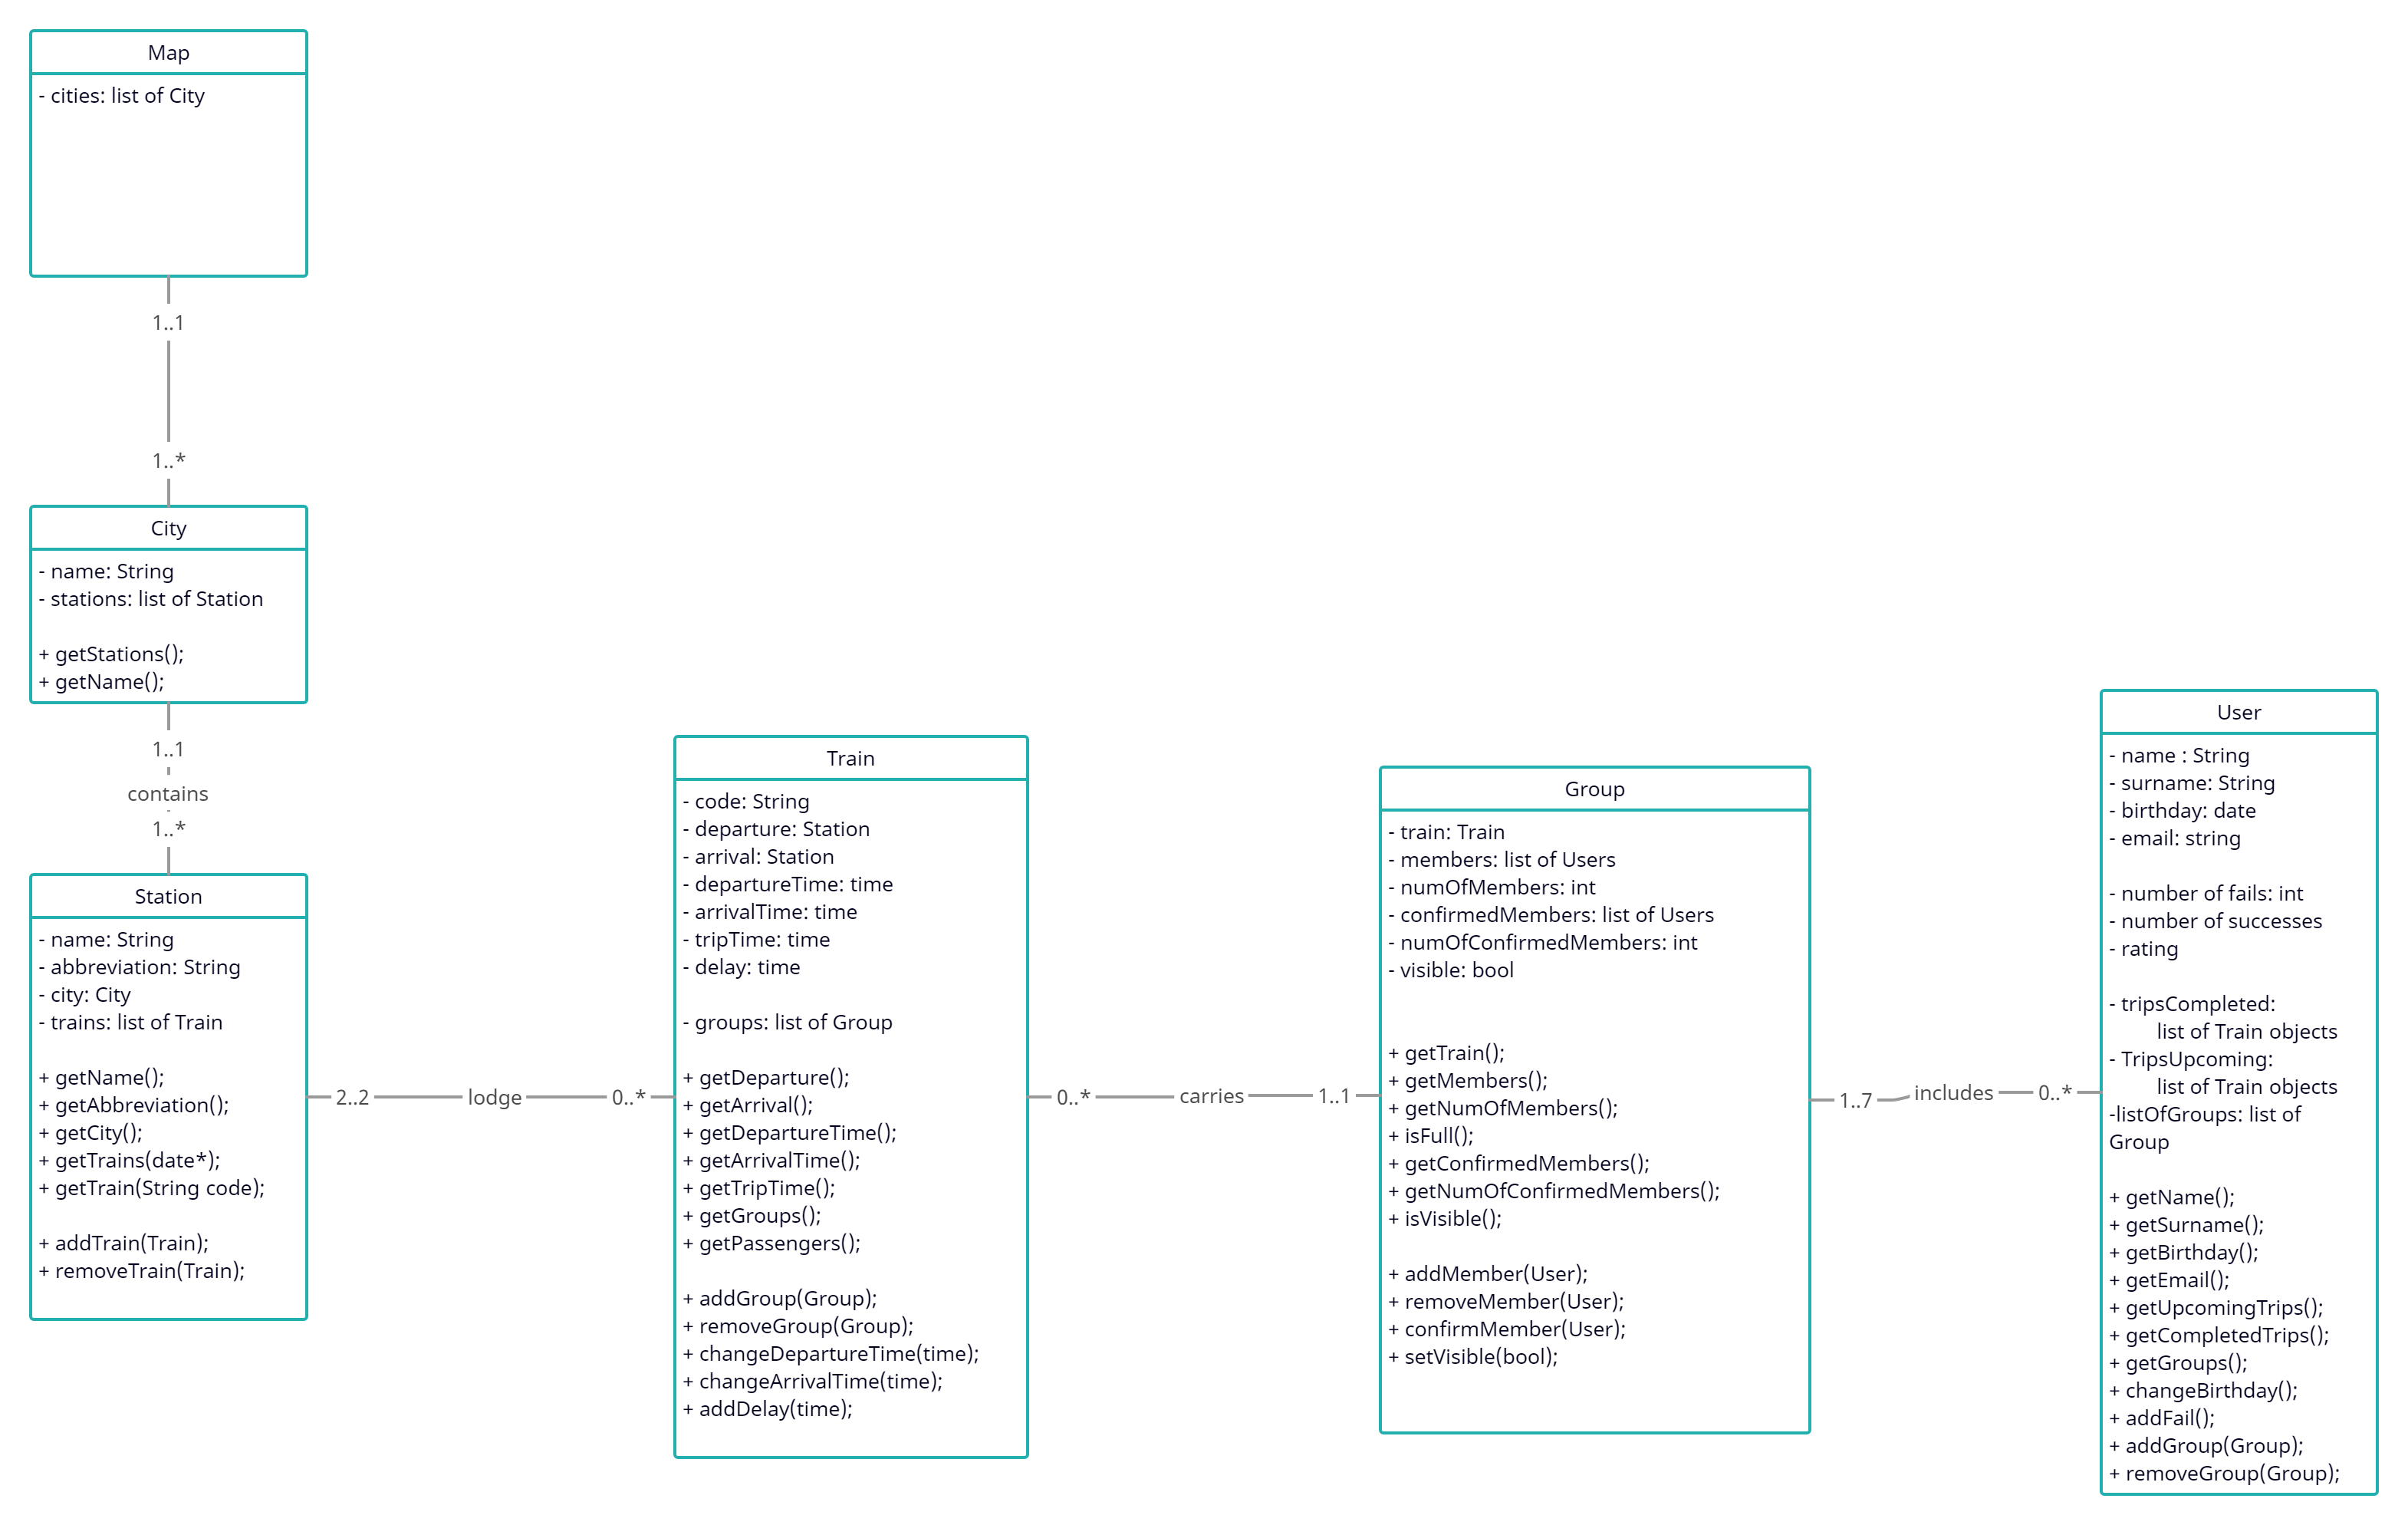 Map
- cities: list of City
1..1
1..*
City
- name: String
- stations: list of Station
+ getStations();
+ getName();
1..1
contains
1..*
Station
- name: String
- abbreviation: String
- city: City
- trains: list of Train
+ getName();
+ getAbbreviation();
+ getCity();
+ getTrains(date*);
+ getTrain(String code);
+ addTrain(Train);
+ removeTrain(Train);
2..2
lodge
0..*
Train
- code: String
- departure: Station
- arrival: Station
- departureTime: time
- arrivalTime: time
- tripTime: time
- delay: time
- groups: list of Group
+ getDeparture();
+ getArrival();
+ getDepartureTime();
+ getArrivalTime();
+ getTripTime();
+ getGroups();
+ getPassengers();
+ addGroup(Group);
+ removeGroup(Group);
+ changeDepartureTime(time);
+ changeArrivalTime(time);
+ addDelay(time);
0..*
carries
1..1
Group
- train: Train
- members: list of Users
- numOfMembers: int
- confirmedMembers: list of Users
- numOfConfirmedMembers: int
- visible: bool
+ getTrain();
+ getMembers();
+ getNumOfMembers();
+ isFull();
+ getConfirmedMembers();
+ getNumOfConfirmedMembers();
+ isVisible();
+ addMember(User);
+ removeMember(User);
+ confirmMember(User);
+ setVisible(bool);
1..7
includes
0..*
User
- name : String
- surname: String
- birthday: date
- email: string
- number of fails: int
- number of successes
- rating
- tripsCompleted:
list of Train objects
- TripsUpcoming:
list of Train objects
-listOfGroups: list of
Group
+ getName();
+ getSurname();
+ getBirthday();
+ getEmail();
+ getUpcomingTrips();
+ getCompletedTrips();
+ getGroups();
+ changeBirthday();
+ addFail();
+ addGroup(Group);
+ removeGroup(Group);